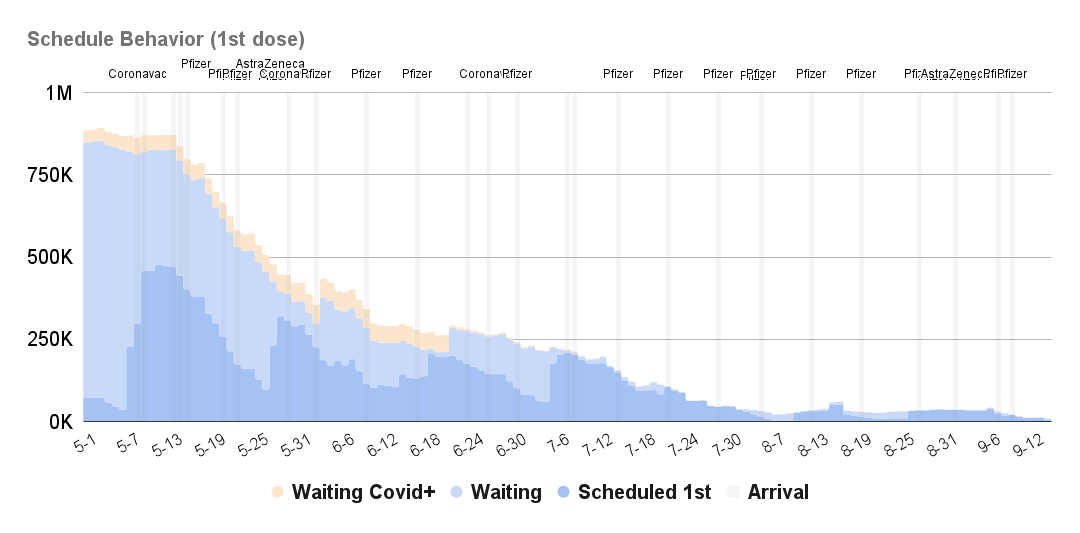 Schedule Behavior (1st dose)
Pfizer AstraZeneca
Coronavac Pfizer Corona Pfizer Pfizer Pfizer Corona Pfizer Pfizer Pfizer Pfizer Pfizer Pfizer Pfizer AstraZenec Pfizer
1M
750K
500K
250K
0K
5-1 5-7 5-13 5-19 5-25 5-31 6-6 6-12 6-18 6-24 6-30 7-6 7-12 7-18 7-24 7-30 8-7 8-13 8-19 8-25 8-31 9-6 9-12
Waiting Covid+ Waiting Scheduled 1st Arrival